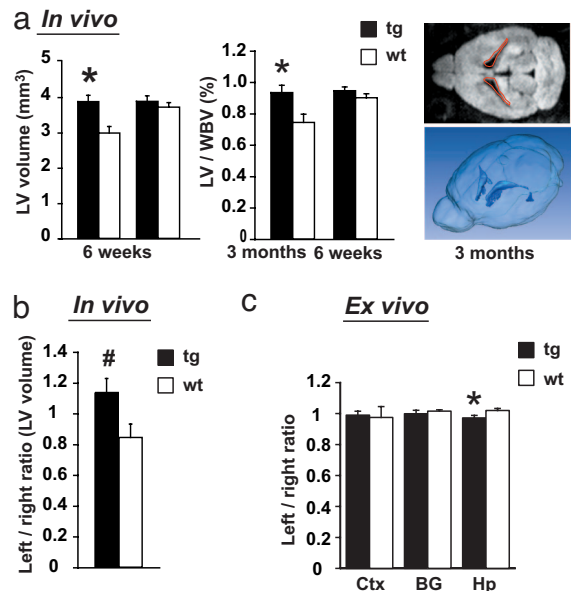 a In vivo
tg
wt
LV volume (mm3)
5
4
3
2
1
0
*
6 weeks
LV / WBV (%)
1.2
1.0
0.8
0.6
0.4
0.2
0
*
3 months 6 weeks
3 months
b In vivo
tg
wt
Left / right ratio (LV volume)
1.4
1.2
1
0.8
0.6
0.4
0.2
0
#
c Ex vivo
tg
wt
Left / right ratio
1.2
1
0.8
0.6
0.4
0.2
0
*
Ctx BG Hp